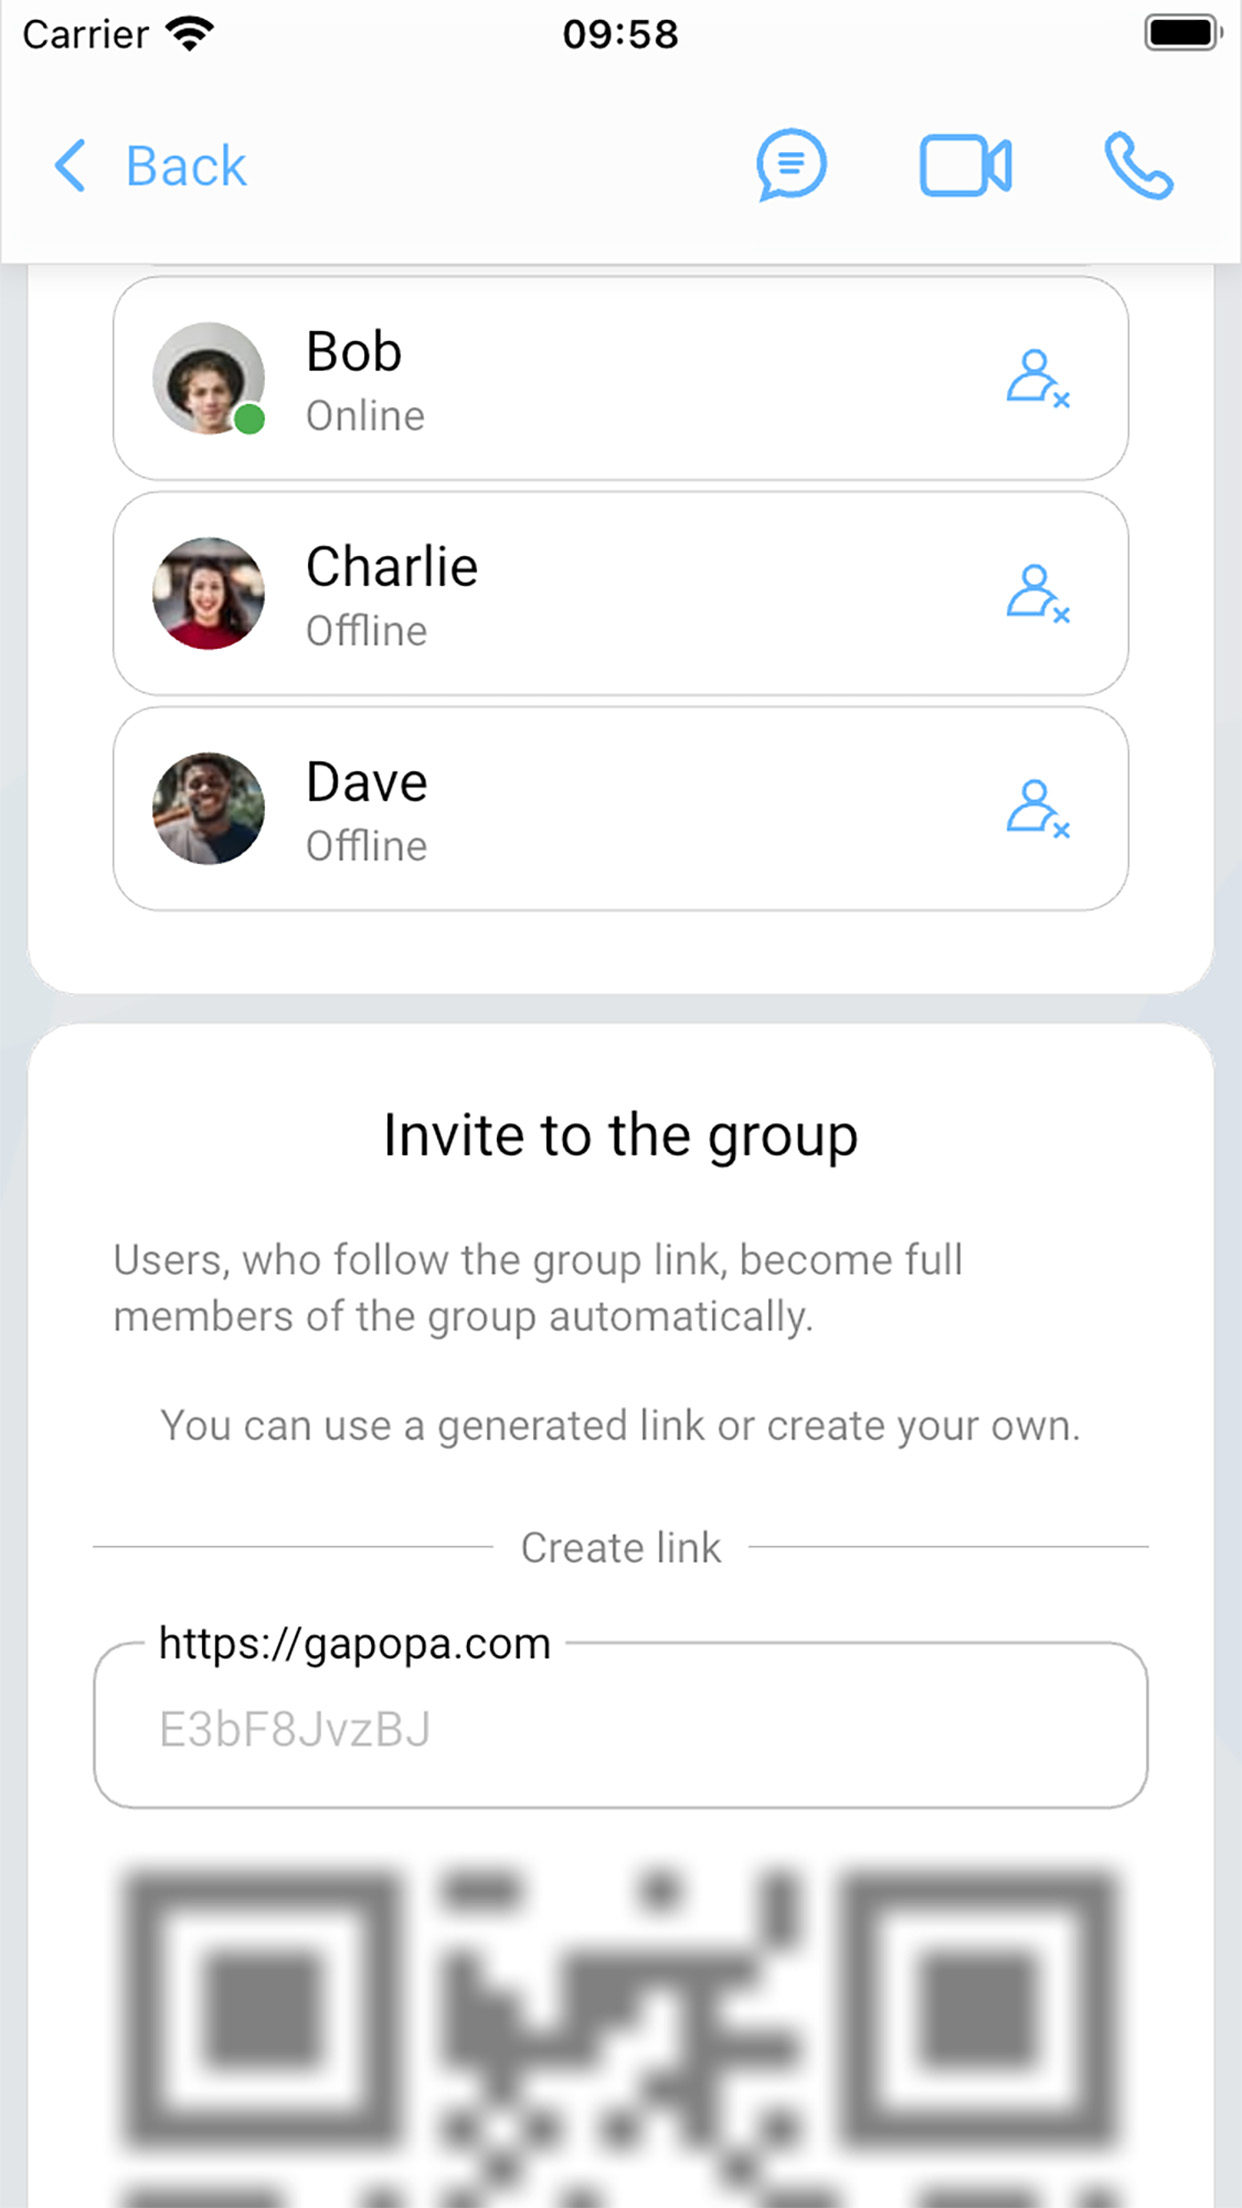 Carrier 09:58
Back
Bob
Online
Charlie
Offline
Dave
Offline
Invite to the group
Users, who follow the group link, become full
members of the group automatically.
You can use a generated link or create your own.
Create link
https://gapopa.com
E3bF8JvzBJ